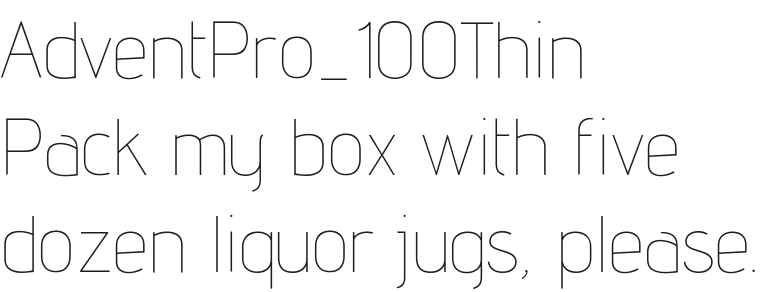 AdventPro_100Thin
Pack my box with five
dozen liquor jugs, please.